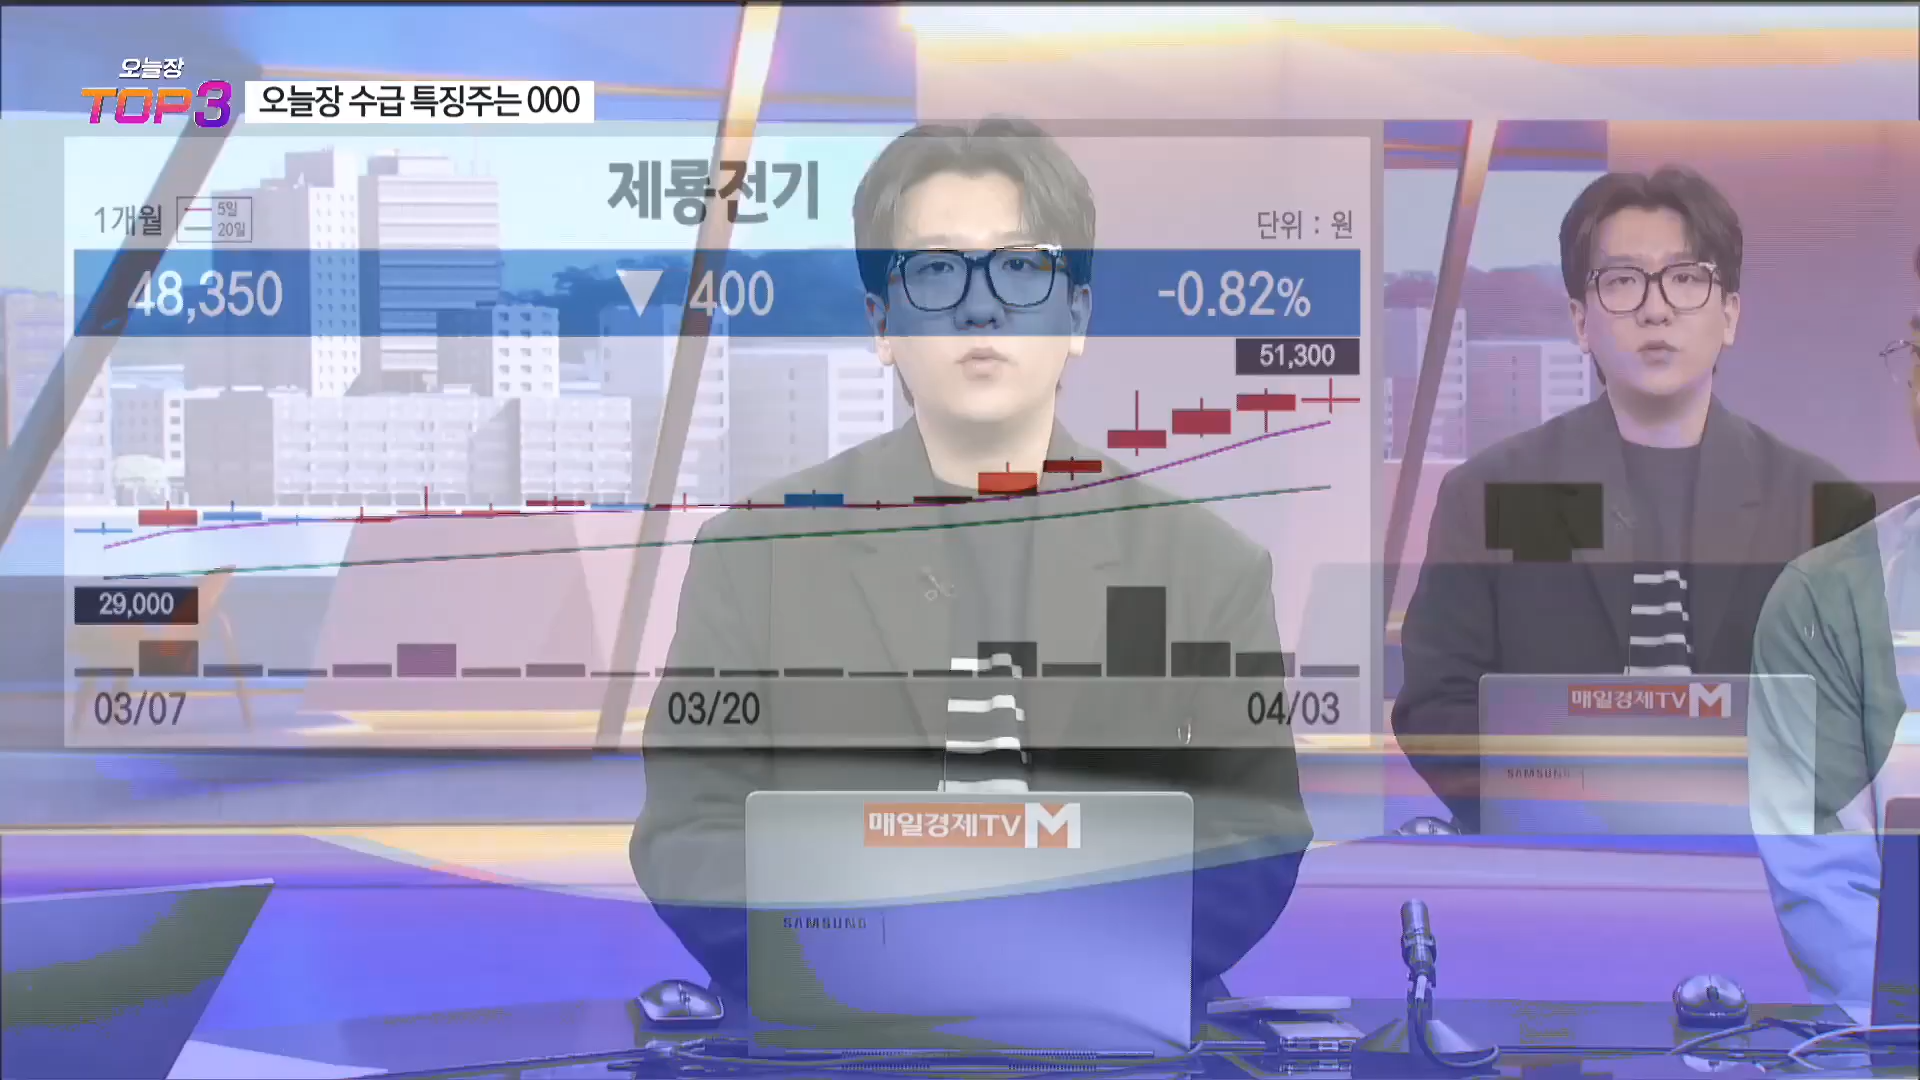 오늘장
TOP3
오늘장 수급 특징주는 OOO
제룡전기
1개월
5일
20일
단위 : 원
48,350 ▼ 400 -0.82%
51,300
29,000
03/07 03/20 04/03
매일경제TV M
SAMSUNG
매일경제TV M
SAMSUNG